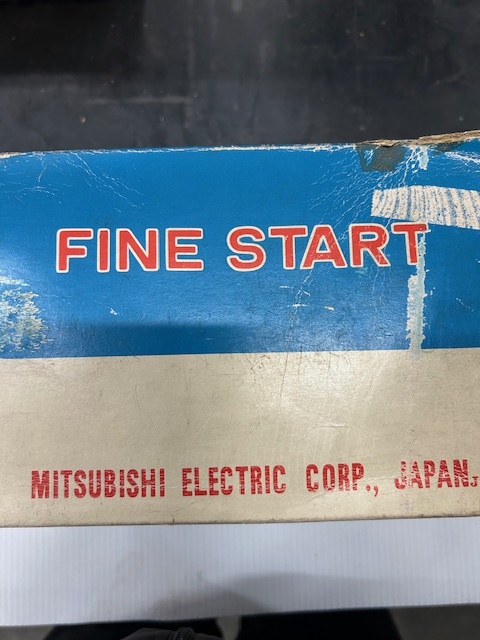 FINE START
MITSUBISHI ELECTRIC CORP., JAPAN.